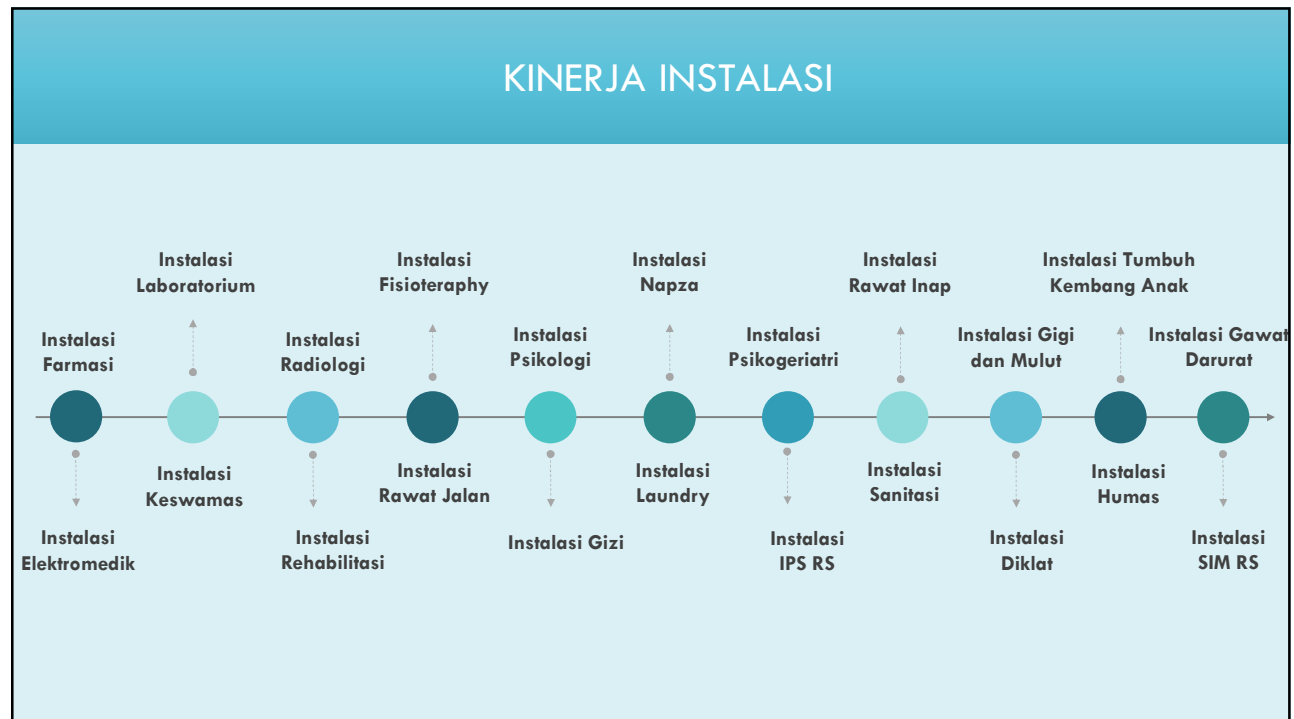 KINERJA INSTALASI
Instalasi
Laboratorium
Instalasi
Fisioteraphy
Instalasi
Napza
Instalasi
Rawat Inap
Instalasi Tumbuh
Kembang Anak
Instalasi
Farmasi
Instalasi
Radiologi
Instalasi
Psikologi
Instalasi
Psikogeriatri
Instalasi Gigi
dan Mulut
Instalasi Gawat
Darurat
Instalasi
Keswamas
Instalasi
Rawat Jalan
Instalasi
Laundry
Instalasi
Sanitasi
Instalasi
Humas
Instalasi
Elektromedik
Instalasi
Rehabilitasi
Instalasi Gizi
Instalasi
IPS RS
Instalasi
Diklat
Instalasi
SIM RS